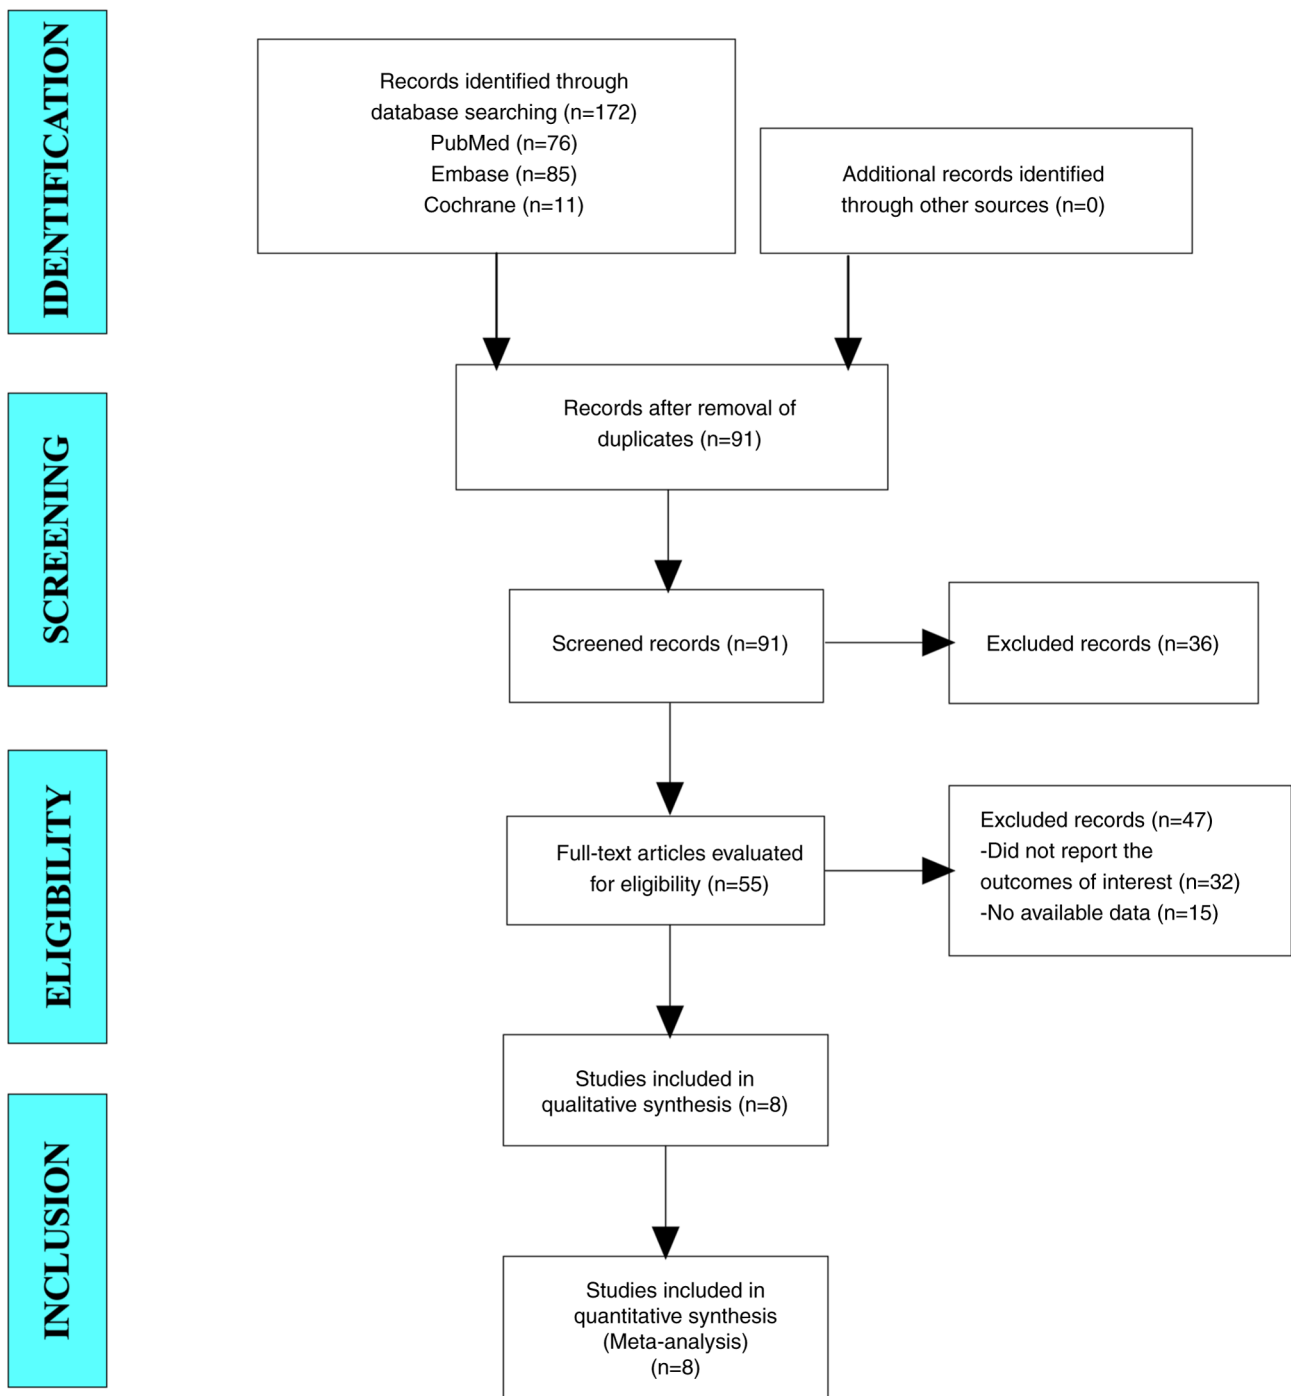 IDENTIFICATION
Records identified through
database searching (n=172)
PubMed (n=76)
Embase (n=85)
Cochrane (n=11)
Additional records identified
through other sources (n=0)
SCREENING
Records after removal of
duplicates (n=91)
Screened records (n=91)
Excluded records (n=36)
ELIGIBILITY
Full-text articles evaluated
for eligibility (n=55)
Excluded records (n=47)
-Did not report the
outcomes of interest (n=32)
-No available data (n=15)
Studies included in
qualitative synthesis (n=8)
INCLUSION
Studies included in
quantitative synthesis
(Meta-analysis)
(n=8)